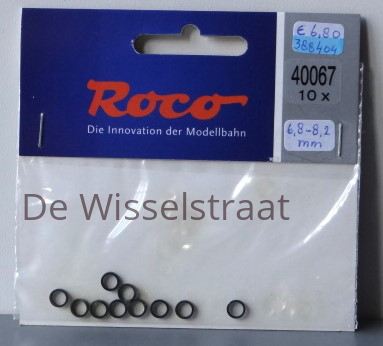 € 6,80
388404
40067
10 x
Roco
Die Innovation der Modellbahn
6,8-8,2
mm
De Wisselstraat